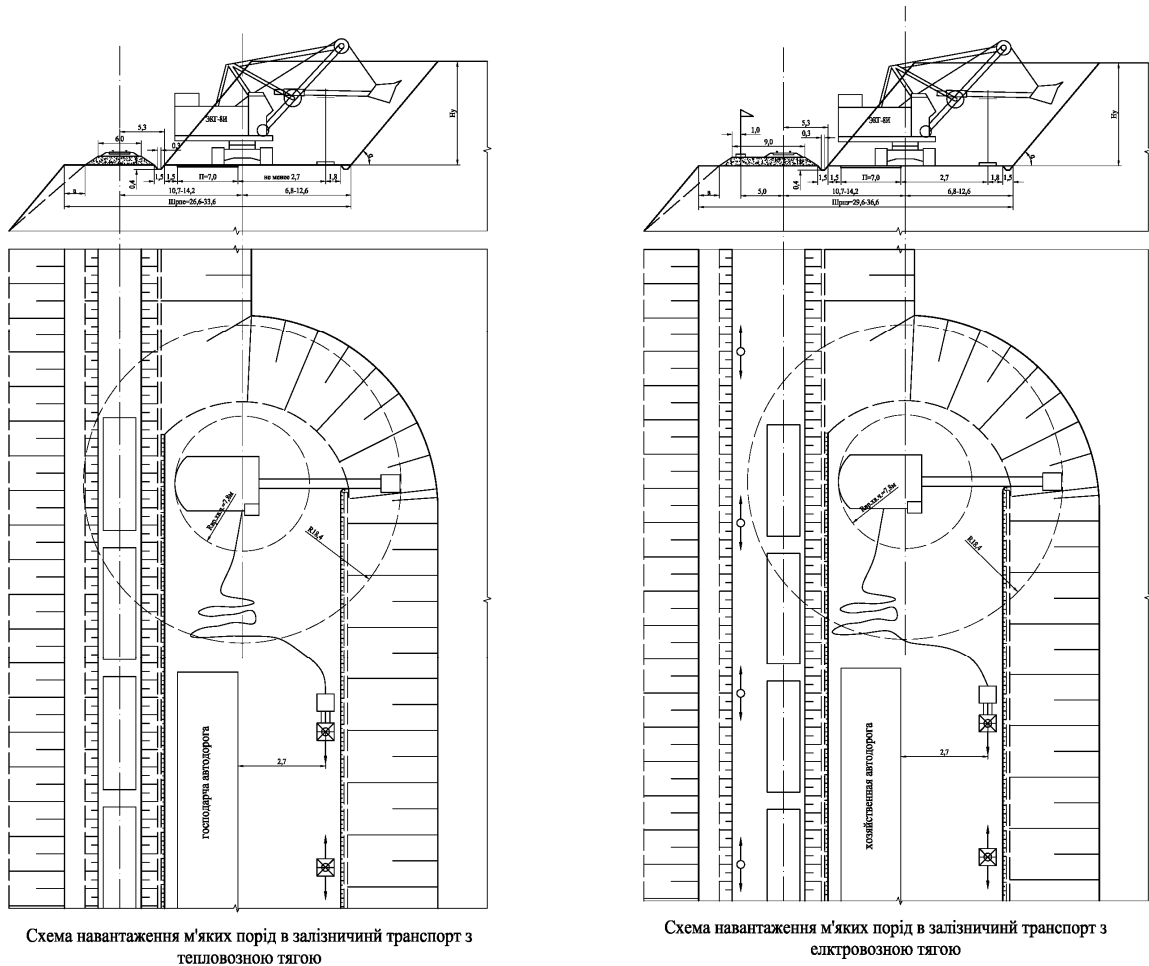 ЭКГ-8И
5,3
6,0
0,3
Ну
0,4
1,5
1,5
П=7,0
не менее 2,7
1,8
10,7-14,2
6,8-12,6
Шрпе=26,6-33,6
R18,4
господарча автодорога
2,7
Схема навантаження м'яких порід в залізничинй транспорт з
тепловозною тягою
ЭКГ-8И
5,3
1,0
0,3
9,0
Ну
0,4
1,5
1,5
П=7,0
2,7
1,8
1,5
5,0
10,7-14,2
6,8-12,6
Шрпэ=29,6-36,6
R18,4
хозяйственная автодорога
2,7
Схема навантаження м'яких порід в залізничинй транспорт з
елктровозною тягою